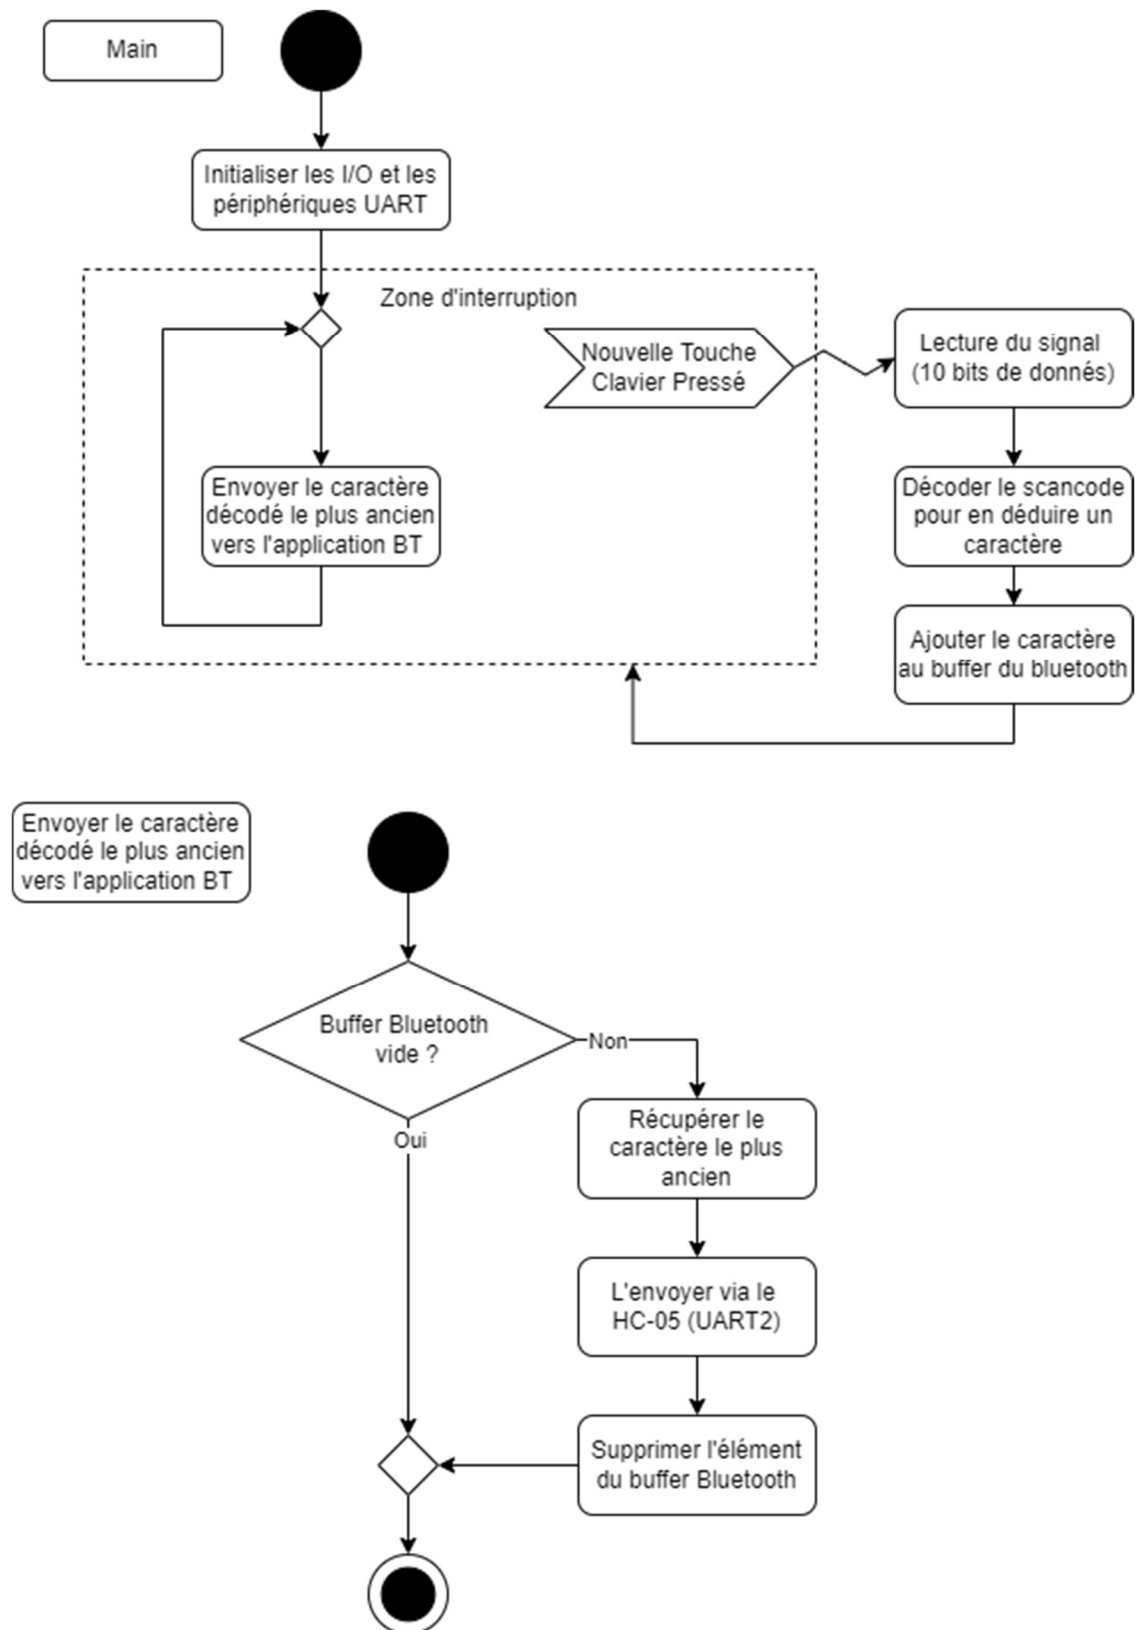 Main
Initialiser les I/O et les
périphériques UART
Zone d'interruption
Nouvelle Touche
Clavier Pressé
Lecture du signal
(10 bits de donnés)
Envoyer le caractère
décodé le plus ancien
vers l'application BT
Décoder le scancode
pour en déduire un
caractère
Ajouter le caractère
au buffer du bluetooth
Envoyer le caractère
décodé le plus ancien
vers l'application BT
Buffer Bluetooth
vide ?
Non
Oui
Récupérer le
caractère le plus
ancien
L'envoyer via le
HC-05 (UART2)
Supprimer l'élément
du buffer Bluetooth